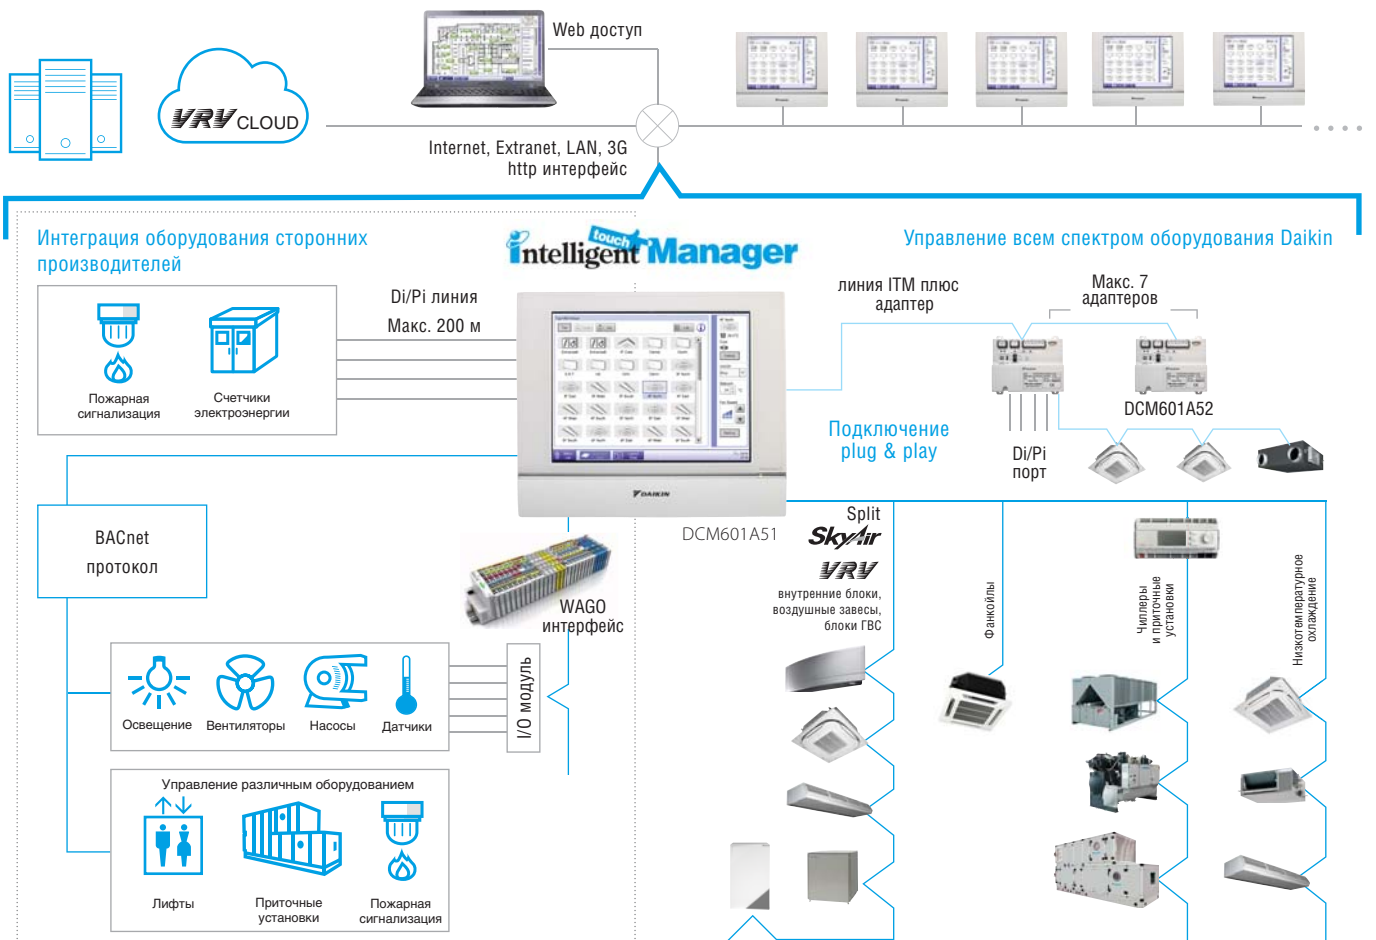 Web доступ
VRV CLOUD
Internet, Extranet, LAN, 3G
http интерфейс
Интеграция оборудования сторонних
производителей
intelligent touch Manager
Управление всем спектром оборудования Daikin
Di/Pi линия
Макс. 200 м
Пожарная
сигнализация
Счетчики
электроэнергии
линия ITM плюс
адаптер
Макс. 7
адаптеров
DCM601A52
Подключение
plug & play
Di/Pi
порт
DAIKIN
DCM601A51
BACnet
протокол
WAGO
интерфейс
Split
SkyAir
VRV
внутренние блоки,
воздушные завесы,
блоки ГВС
Фанкойлы
Чиллеры
и приточные
установки
Низкотемпературное
охлаждение
Освещение
Вентиляторы
Насосы
Датчики
I/O модуль
Управление различным оборудованием
Лифты
Приточные
установки
Пожарная
сигнализация